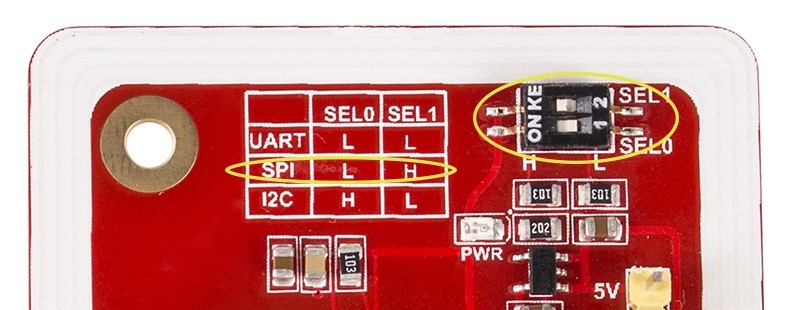 SEL0 SEL1
UART L L
SPI L H
I2C H L
ON KE
1 2
SEL1
SEL0
H L
103 103
202
PWR
103
5V